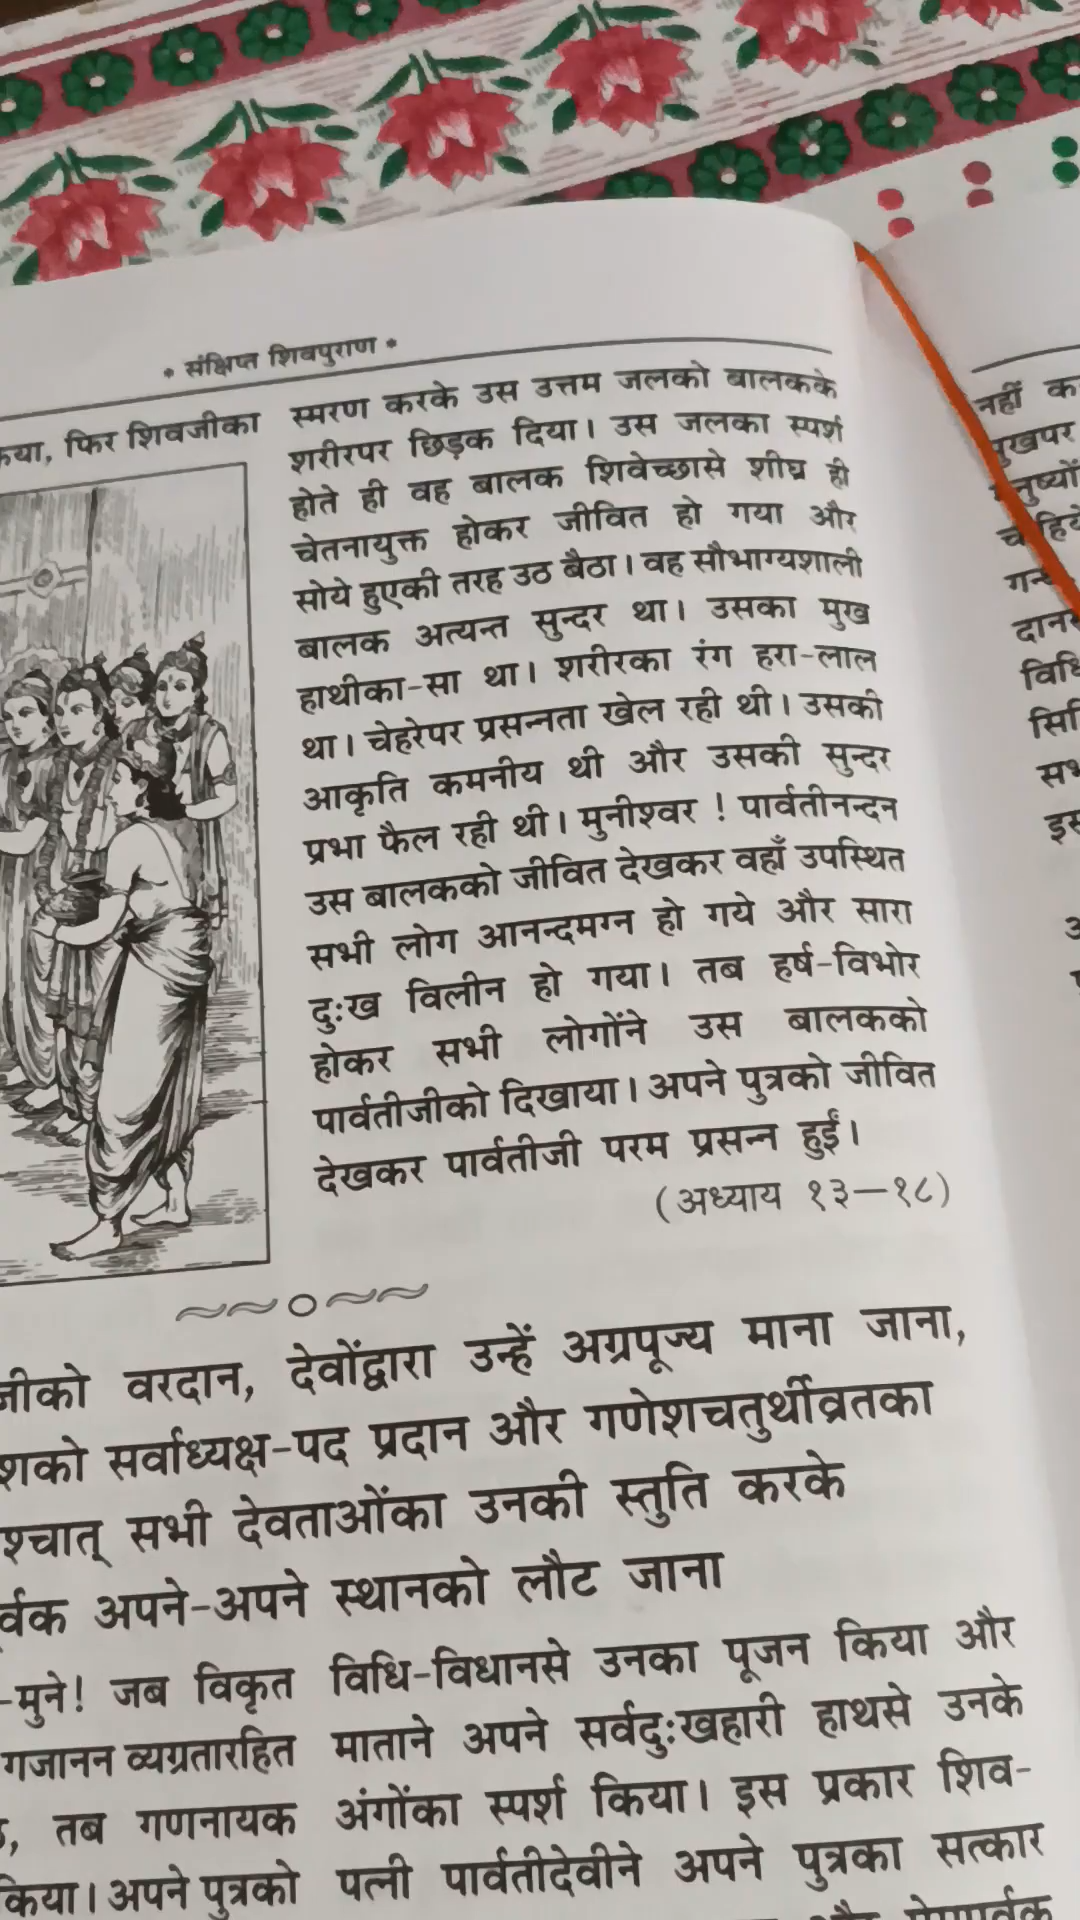 * संक्षिप्त शिवपुराण *
फिर शिवजीका
स्मरण करके उस उत्तम जलको बालकके
शरीरपर छिड़क दिया। उस जलका स्पर्श
होते ही वह बालक शिवेच्छासे शीघ्र ही
चेतनायुक्त होकर जीवित हो गया और
सोये हुएकी तरह उठ बैठा। वह सौभाग्यशाली
बालक अत्यन्त सुन्दर था। उसका मुख
हाथीका-सा था। शरीरका रंग हरा-लाल
था। चेहरेपर प्रसन्नता खेल रही थी। उसकी
आकृति कमनीय थी और उसकी सुन्दर
प्रभा फैल रही थी। मुनीश्वर ! पार्वतीनन्दन
उस बालकको जीवित देखकर वहाँ उपस्थित
सभी लोग आनन्दमग्न हो गये और सारा
दुःख विलीन हो गया। तब हर्ष-विभोर
होकर सभी लोगोंने उस बालकको
पार्वतीजीको दिखाया। अपने पुत्रको जीवित
देखकर पार्वतीजी परम प्रसन्न हुईं।
(अध्याय १३—१८)
जीको वरदान, देवोंद्वारा उन्हें अग्रपूज्य माना जाना,
शको सर्वाध्यक्ष-पद प्रदान और गणेशचतुर्थीव्रतका
श्चात् सभी देवताओंका उनकी स्तुति करके
र्वक अपने-अपने स्थानको लौट जाना
-मुने! जब विकृत
गजानन व्यग्रतारहित
तब गणनायक
किया। अपने पुत्रको
विधि-विधानसे उनका पूजन किया और
माताने अपने सर्वदुःखहारी हाथसे उनके
अंगोंका स्पर्श किया। इस प्रकार शिव-
पत्नी पार्वतीदेवीने अपने पुत्रका सत्कार
नहीं
दान
विधि